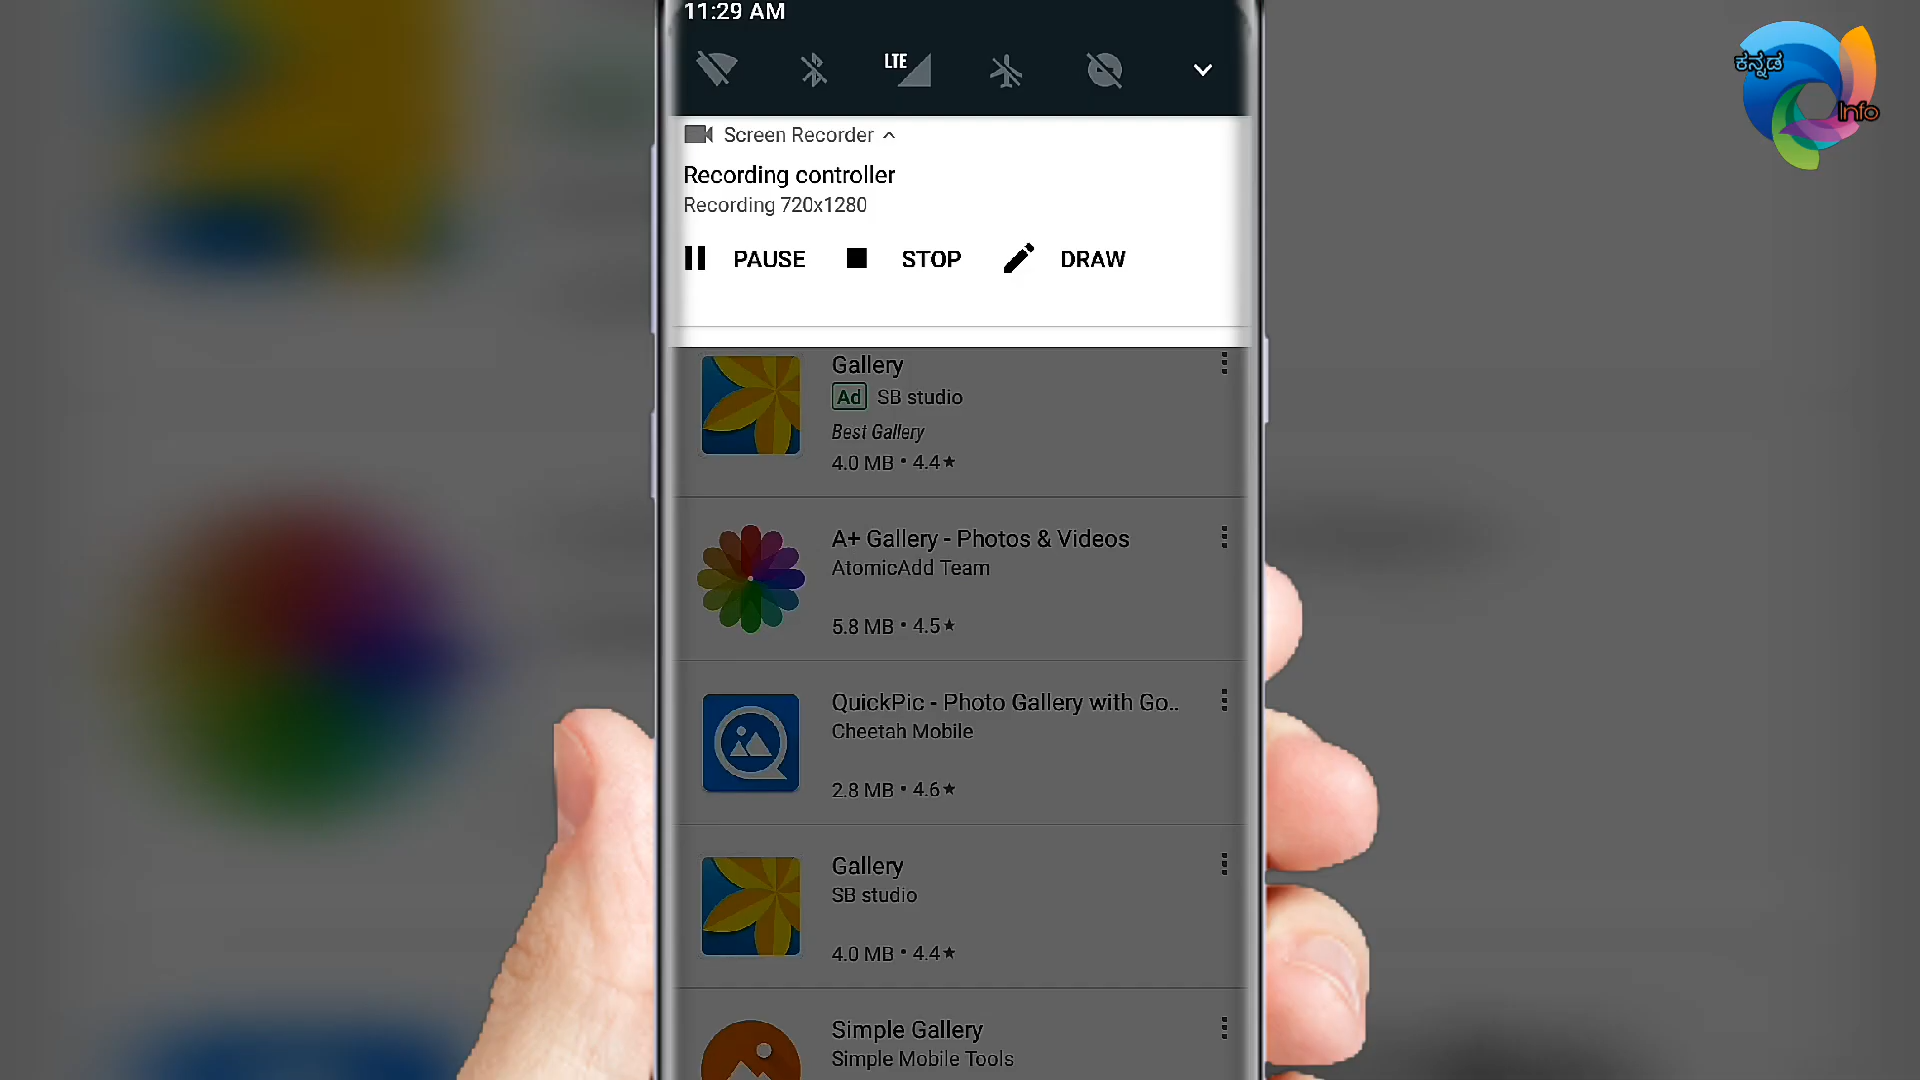 11:29 AM
LTE
ಕನ್ನಡ
Info
Screen Recorder
Recording controller
Recording 720x1280
PAUSE STOP DRAW
Gallery
Ad SB studio
Best Gallery
4.0 MB • 4.4★
A+ Gallery - Photos & Videos
AtomicAdd Team
5.8 MB • 4.5★
QuickPic - Photo Gallery with Go..
Cheetah Mobile
2.8 MB • 4.6★
Gallery
SB studio
4.0 MB • 4.4★
Simple Gallery
Simple Mobile Tools